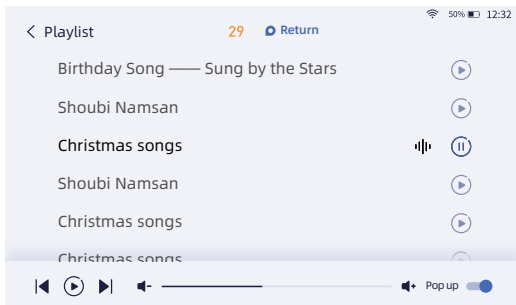 50% 12:32
Playlist 29 Return
Birthday Song —— Sung by the Stars
Shoubi Namsan
Christmas songs
Shoubi Namsan
Christmas songs
Christmas songs
Pop up